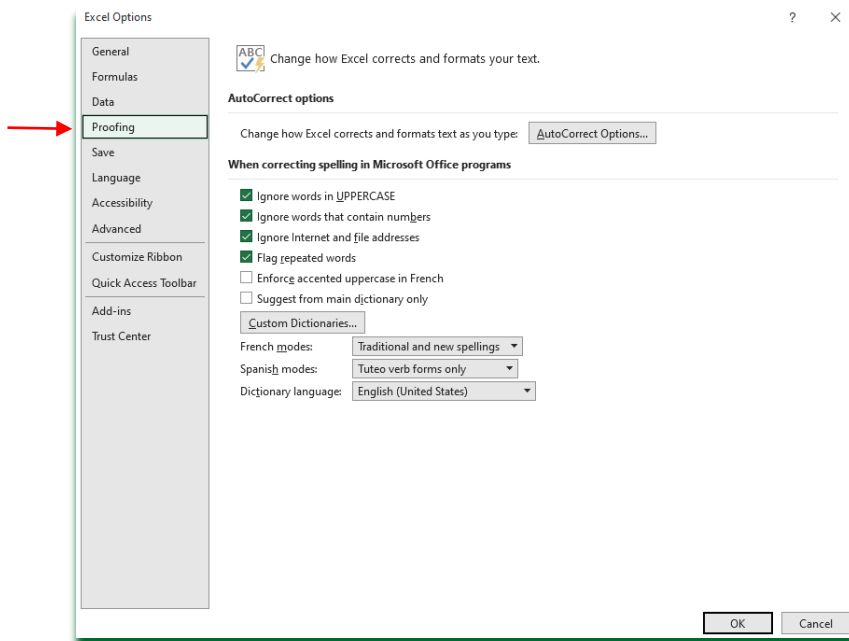 Excel Options
?
General
Formulas
Data
Proofing
Save
Language
Accessibility
Advanced
Customize Ribbon
Quick Access Toolbar
Add-ins
Trust Center
ABC
Change how Excel corrects and formats your text.
AutoCorrect options
Change how Excel corrects and formats text as you type: AutoCorrect Options...
When correcting spelling in Microsoft Office programs
Ignore words in UPPERCASE
Ignore words that contain numbers
Ignore Internet and file addresses
Flag repeated words
Enforce accented uppercase in French
Suggest from main dictionary only
Custom Dictionaries...
French modes: Traditional and new spellings
Spanish modes: Tuteo verb forms only
Dictionary language: English (United States)
OK Cancel